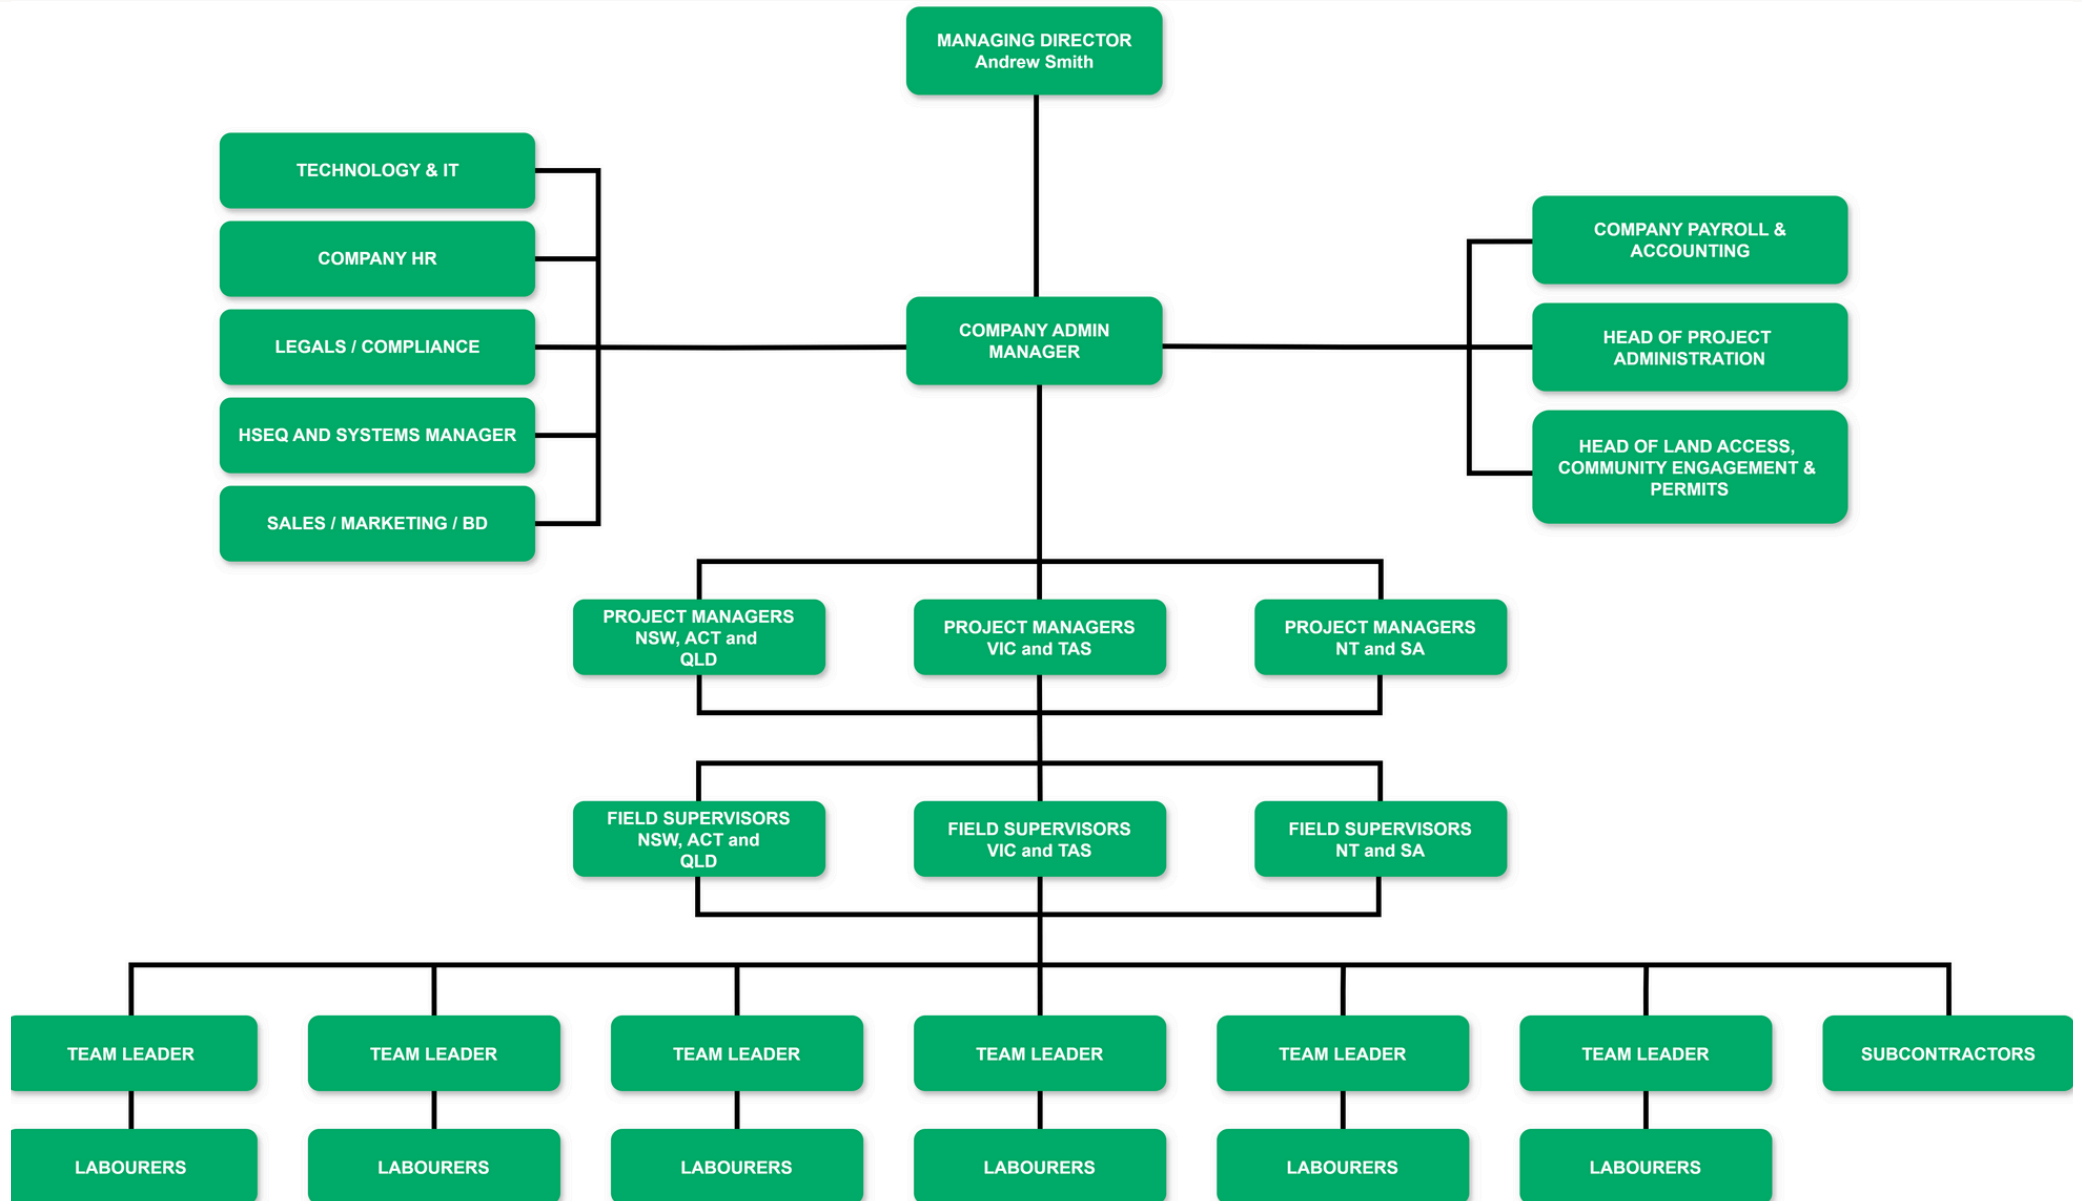 MANAGING DIRECTOR
Andrew Smith
TECHNOLOGY & IT
COMPANY HR
LEGALS / COMPLIANCE
HSEQ AND SYSTEMS MANAGER
SALES / MARKETING / BD
COMPANY ADMIN
MANAGER
COMPANY PAYROLL &
ACCOUNTING
HEAD OF PROJECT
ADMINISTRATION
HEAD OF LAND ACCESS,
COMMUNITY ENGAGEMENT &
PERMITS
PROJECT MANAGERS
NSW, ACT and
QLD
PROJECT MANAGERS
VIC and TAS
PROJECT MANAGERS
NT and SA
FIELD SUPERVISORS
NSW, ACT and
QLD
FIELD SUPERVISORS
VIC and TAS
FIELD SUPERVISORS
NT and SA
TEAM LEADER
TEAM LEADER
TEAM LEADER
TEAM LEADER
TEAM LEADER
TEAM LEADER
SUBCONTRACTORS
LABOURERS
LABOURERS
LABOURERS
LABOURERS
LABOURERS
LABOURERS